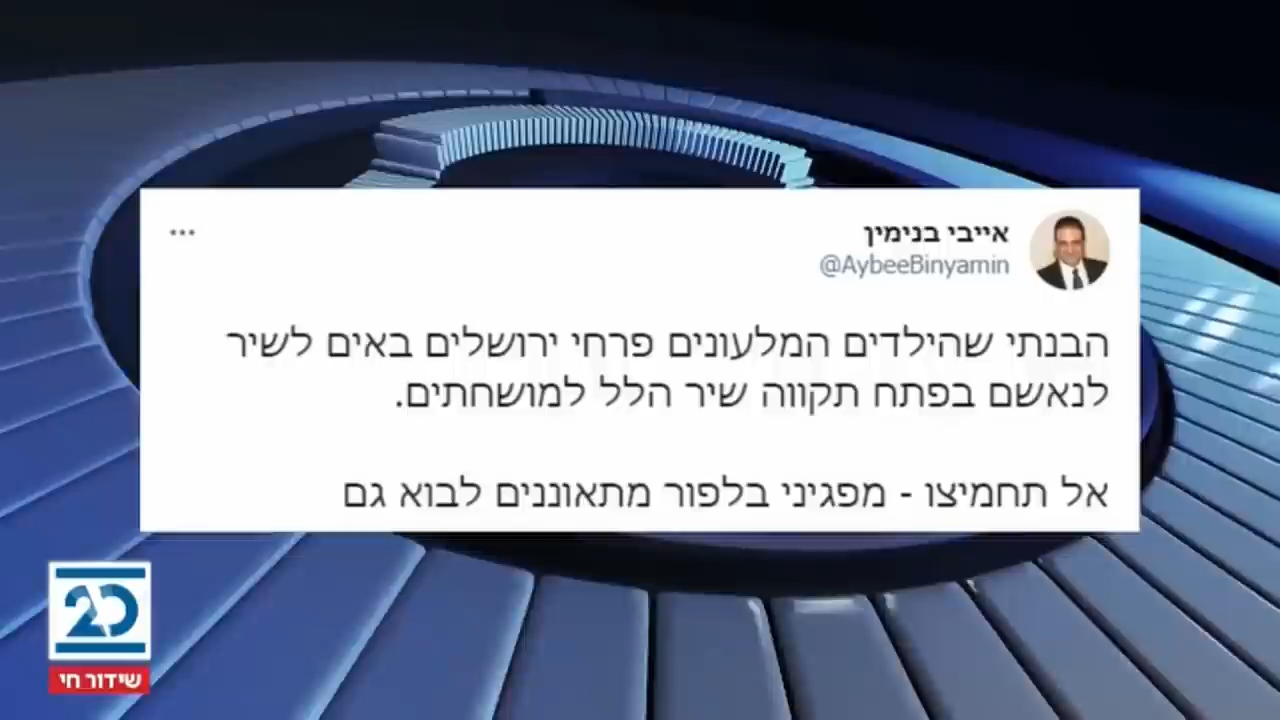 אייבי בנימין
@AybeeBinyamin
הבנתי שהילדים המלעונים פרחי ירושלים באים לשיר
לנאשם בפתח תקווה שיר הלל למושחתים.
אל תחמיצו - מפגיני בלפור מתאוננים לבוא גם
20
שידור חי